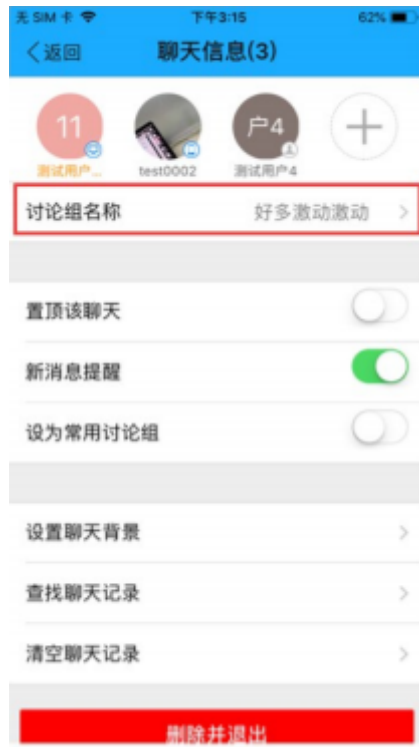 无 SIM 卡 下午3:15 62%
返回 聊天信息(3)
11 户4
测试用户... test0002 测试用户4
讨论组名称 好多激动激动
置顶该聊天
新消息提醒
设为常用讨论组
设置聊天背景
查找聊天记录
清空聊天记录
删除并退出